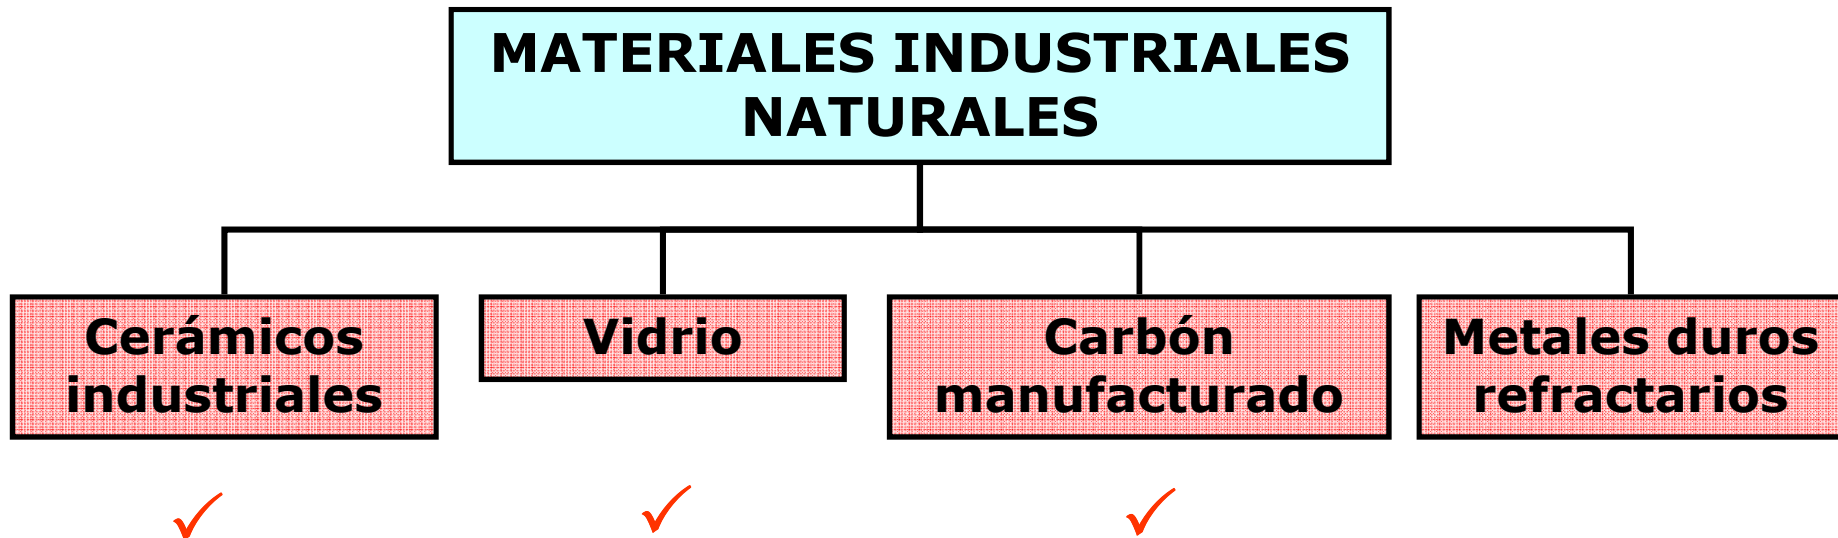 MATERIALES INDUSTRIALES
NATURALES
Cerámicos
industriales
Vidrio
Carbón
manufacturado
Metales duros
refractarios